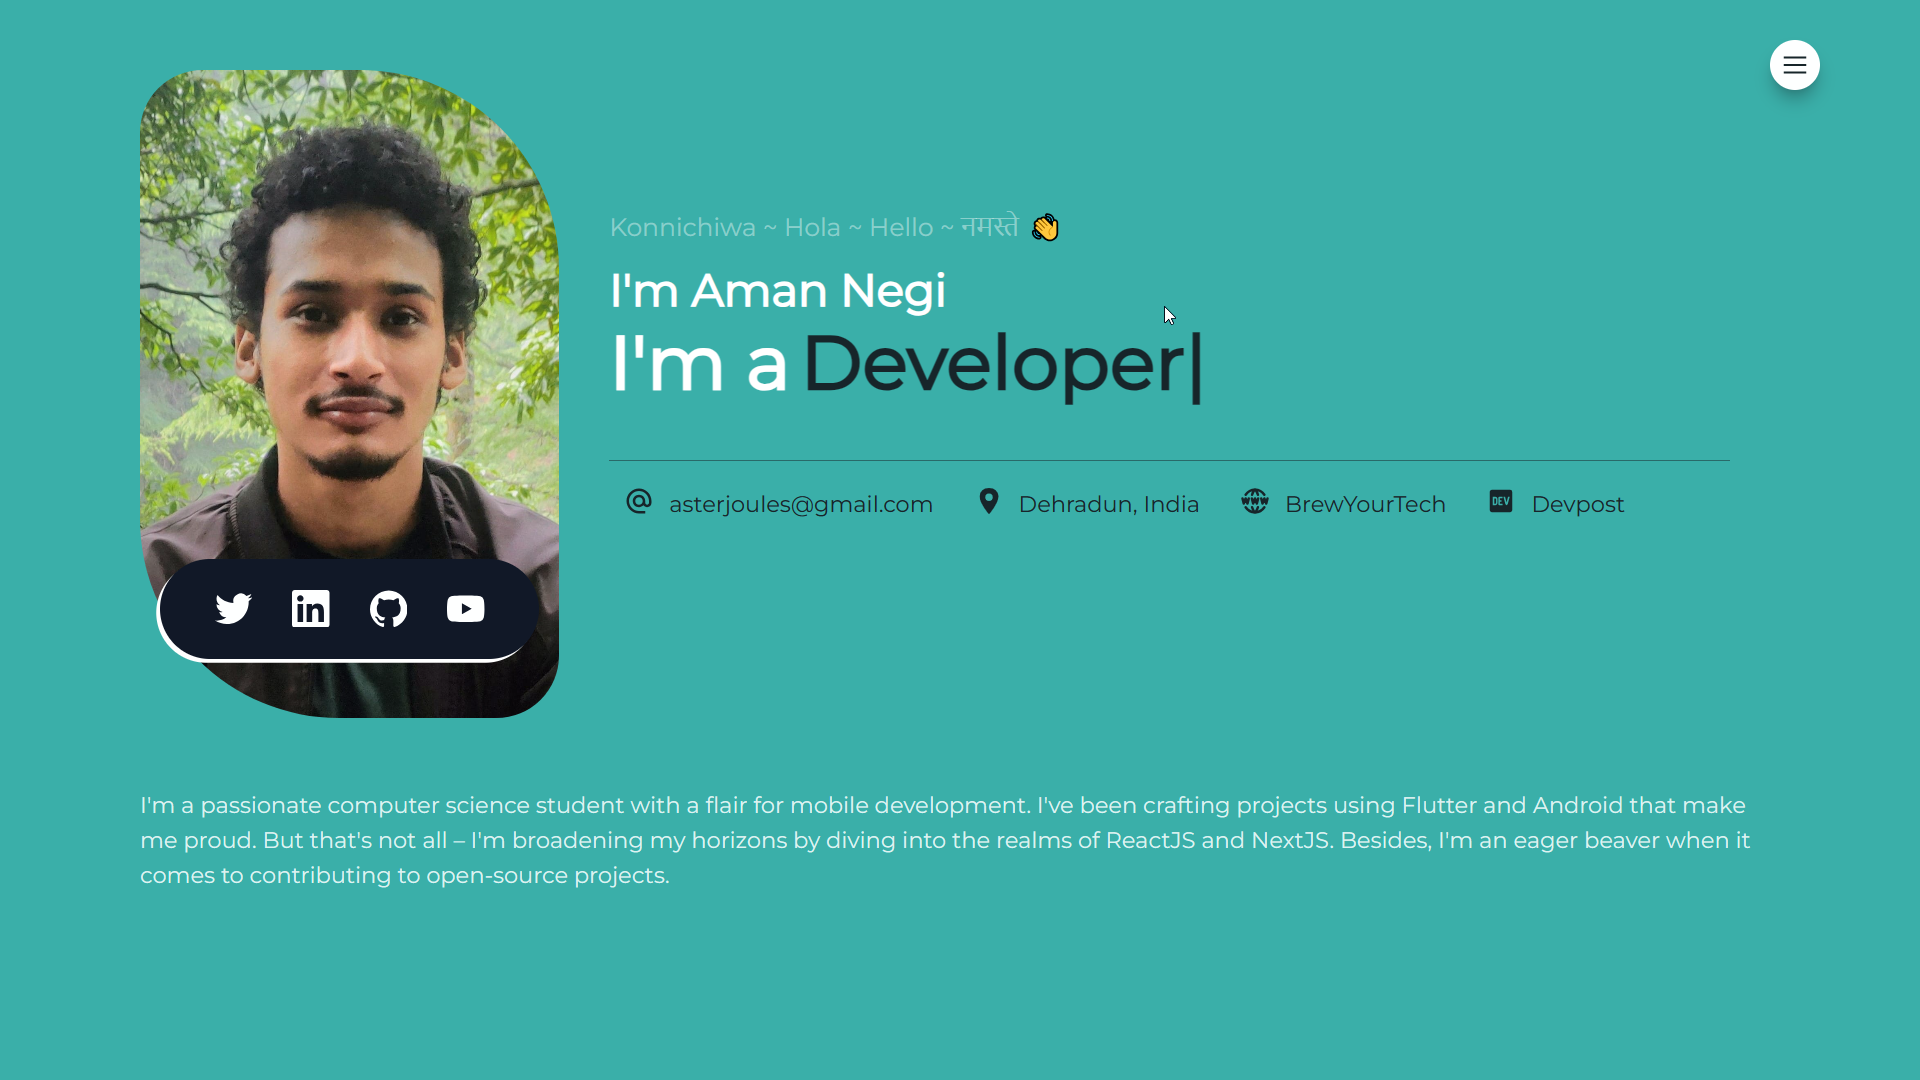 Konnichiwa ~ Hola ~ Hello ~ नमस्ते 👋
I'm Aman Negi
I'm a Developer|
asterjoules@gmail.com Dehradun, India WWW BrewYourTech DEV Devpost
in
I'm a passionate computer science student with a flair for mobile development. I've been crafting projects using Flutter and Android that make
me proud. But that's not all – I'm broadening my horizons by diving into the realms of ReactJS and NextJS. Besides, I'm an eager beaver when it
comes to contributing to open-source projects.